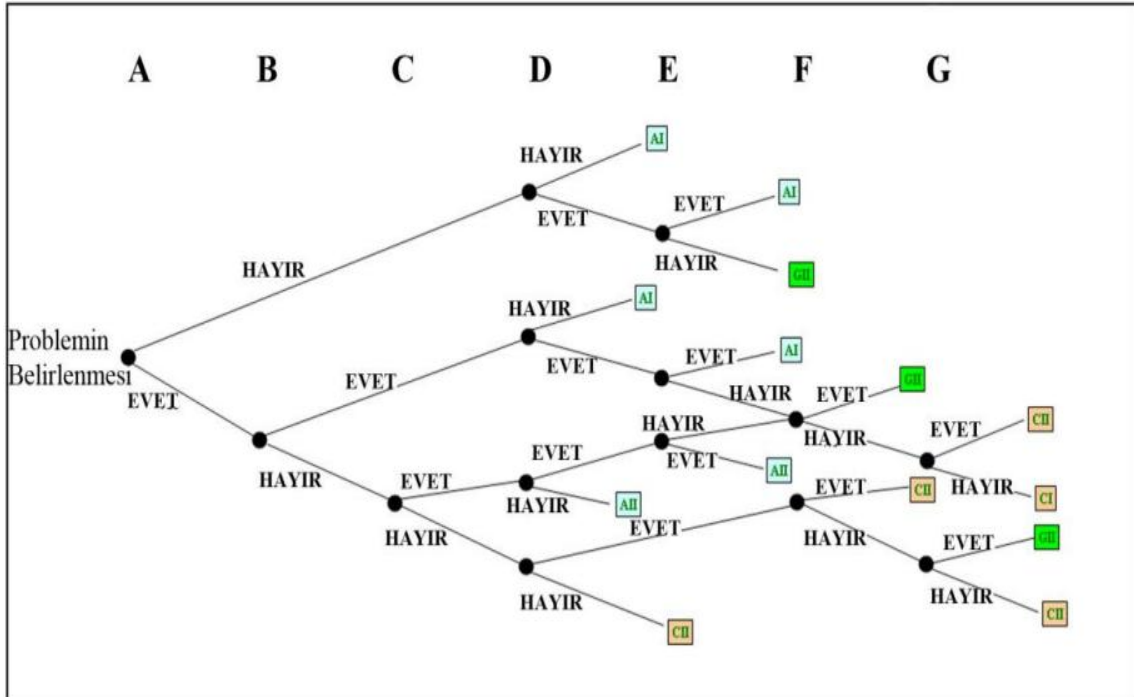 A B C D E F G
AI
HAYIR
AI
EVET
EVET
HAYIR
GII
HAYIR
AI
HAYIR
Problemin
Belirlenmesi
EVET
AI
EVET
EVET
GII
EVET
HAYIR
EVET
EVET
CII
HAYIR
HAYIR
EVET
EVET
AII
HAYIR
EVET
EVET
CII
HAYIR
CI
HAYIR
AII
HAYIR
EVET
HAYIR
EVET
GII
HAYIR
HAYIR
CII
CII